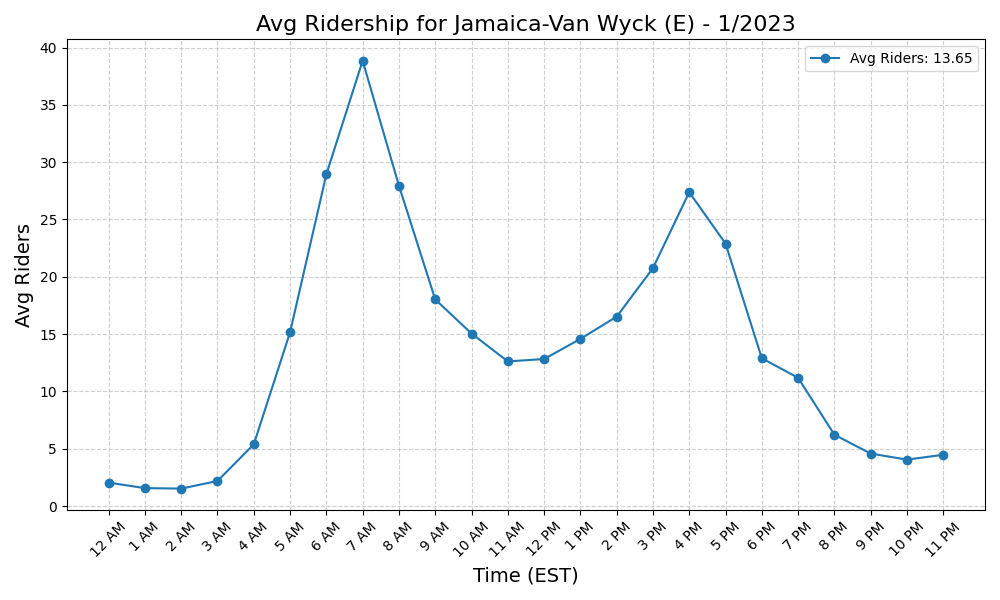 Avg Ridership for Jamaica-Van Wyck (E) - 1/2023
Avg Riders: 13.65
Avg Riders
40
35
30
25
20
15
10
5
0
12 AM
1 AM
2 AM
3 AM
4 AM
5 AM
6 AM
7 AM
8 AM
9 AM
10 AM
11 AM
12 PM
1 PM
2 PM
3 PM
4 PM
5 PM
6 PM
7 PM
8 PM
9 PM
10 PM
11 PM
Time (EST)